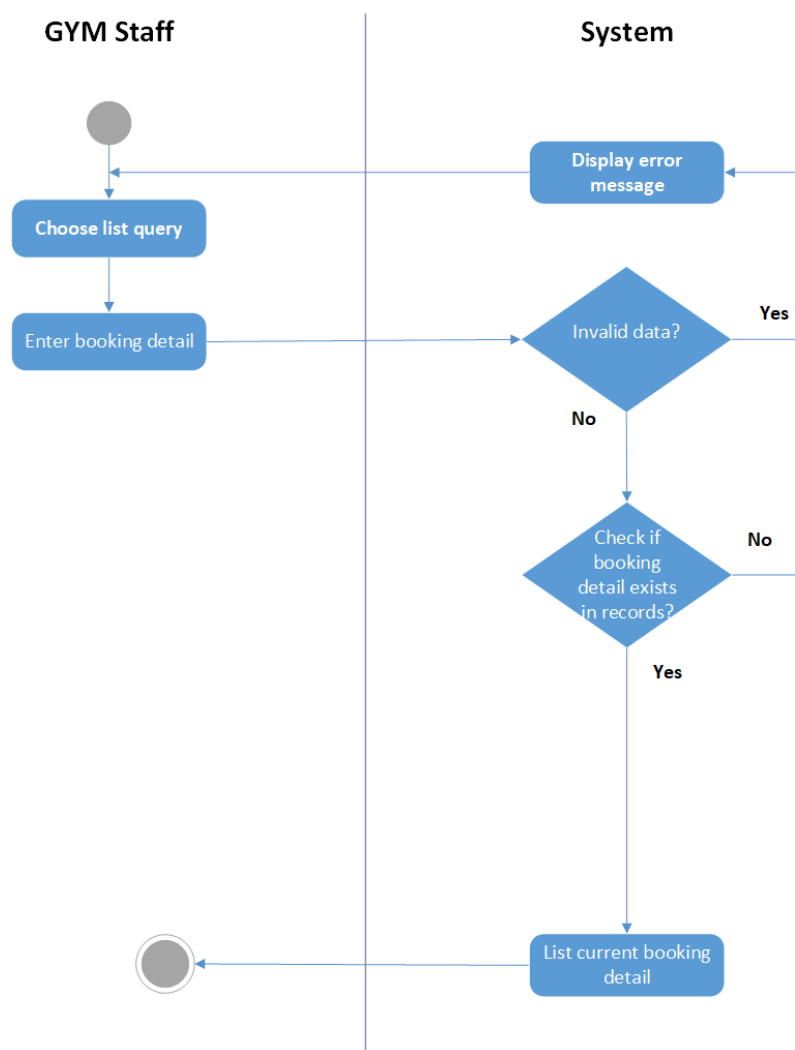 GYM Staff
System
Display error
message
Choose list query
Enter booking detail
Invalid data?
Yes
No
Check if
booking
detail exists
in records?
No
Yes
List current booking
detail